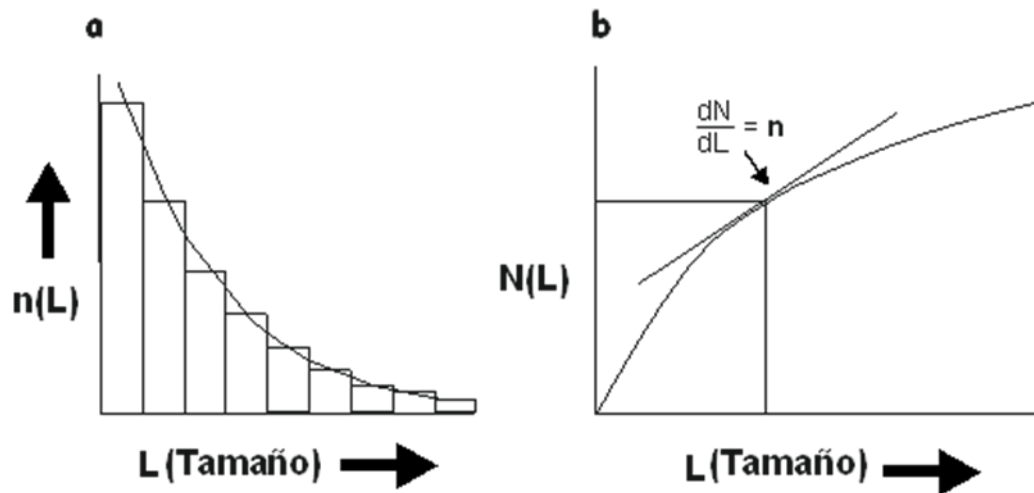 a
n(L)
L (Tamaño)
b
dN
dL
= n
N(L)
L (Tamaño)